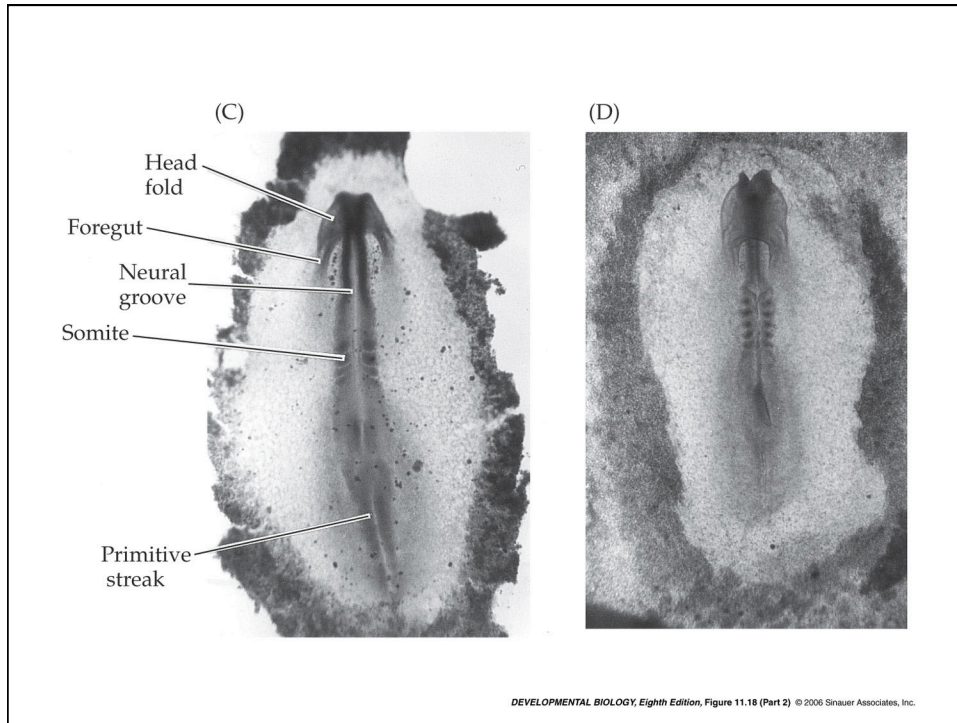 (C)
(D)
Head
fold
Foregut
Neural
groove
Somite
Primitive
streak
DEVELOPMENTAL BIOLOGY, Eighth Edition, Figure 11.18 (Part 2) © 2006 Sinauer Associates, Inc.